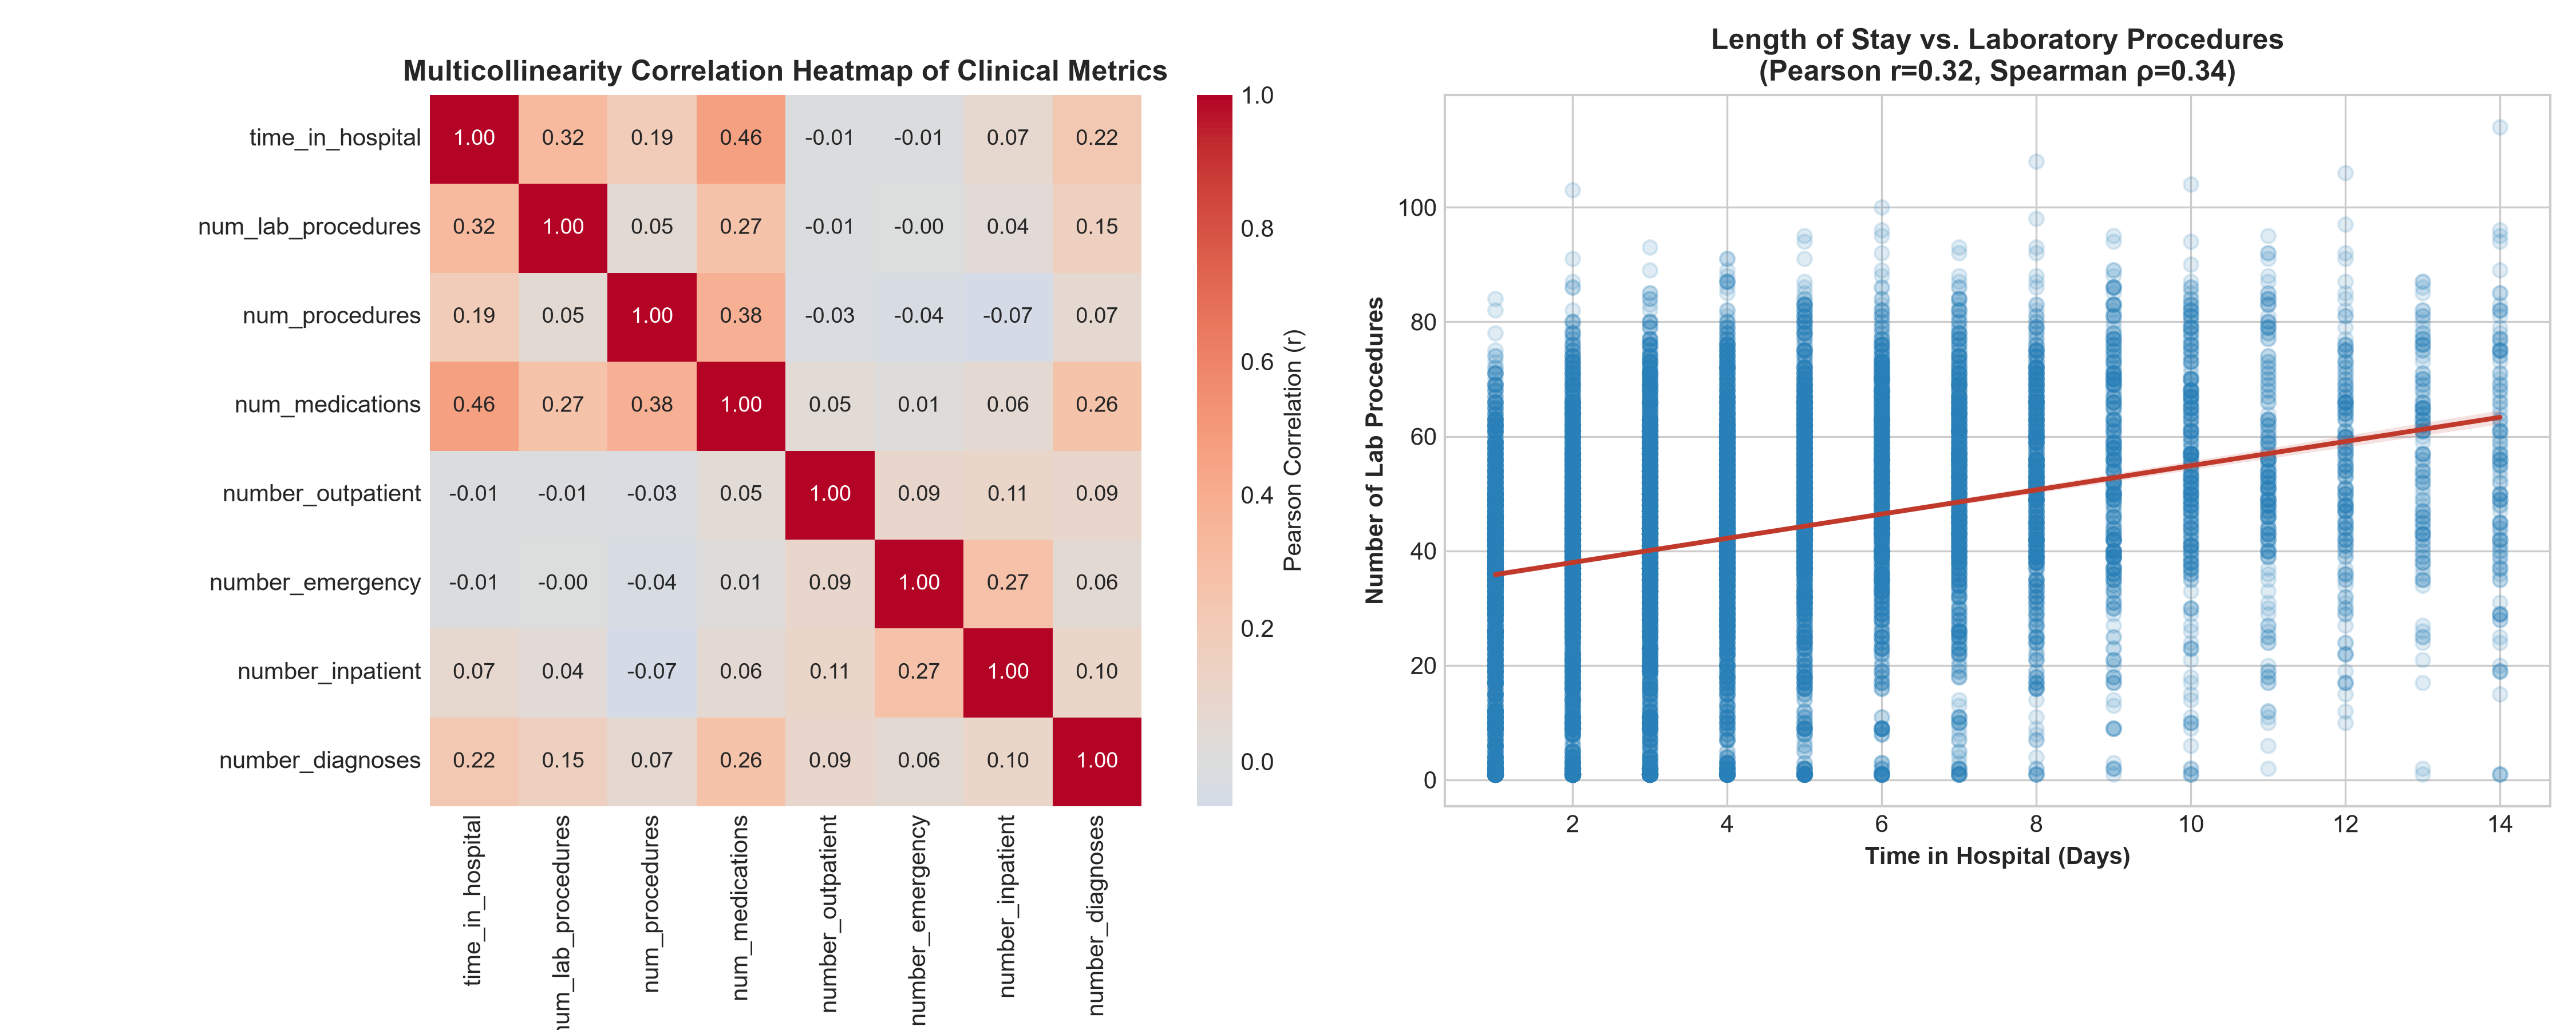 Multicollinearity Correlation Heatmap of Clinical Metrics
time_in_hospital 1.00 0.32 0.19 0.46 -0.01 -0.01 0.07 0.22
num_lab_procedures 0.32 1.00 0.05 0.27 -0.01 -0.00 0.04 0.15
num_procedures 0.19 0.05 1.00 0.38 -0.03 -0.04 -0.07 0.07
num_medications 0.46 0.27 0.38 1.00 0.05 0.01 0.06 0.26
number_outpatient -0.01 -0.01 -0.03 0.05 1.00 0.09 0.11 0.09
number_emergency -0.01 -0.00 -0.04 0.01 0.09 1.00 0.27 0.06
number_inpatient 0.07 0.04 -0.07 0.06 0.11 0.27 1.00 0.10
number_diagnoses 0.22 0.15 0.07 0.26 0.09 0.06 0.10 1.00
time_in_hospital
num_lab_procedures
num_procedures
num_medications
number_outpatient
number_emergency
number_inpatient
number_diagnoses
1.0
0.8
0.6
0.4
0.2
0.0
Pearson Correlation (r)
Length of Stay vs. Laboratory Procedures
(Pearson r=0.32, Spearman ρ=0.34)
Number of Lab Procedures
100
80
60
40
20
0
2 4 6 8 10 12 14
Time in Hospital (Days)